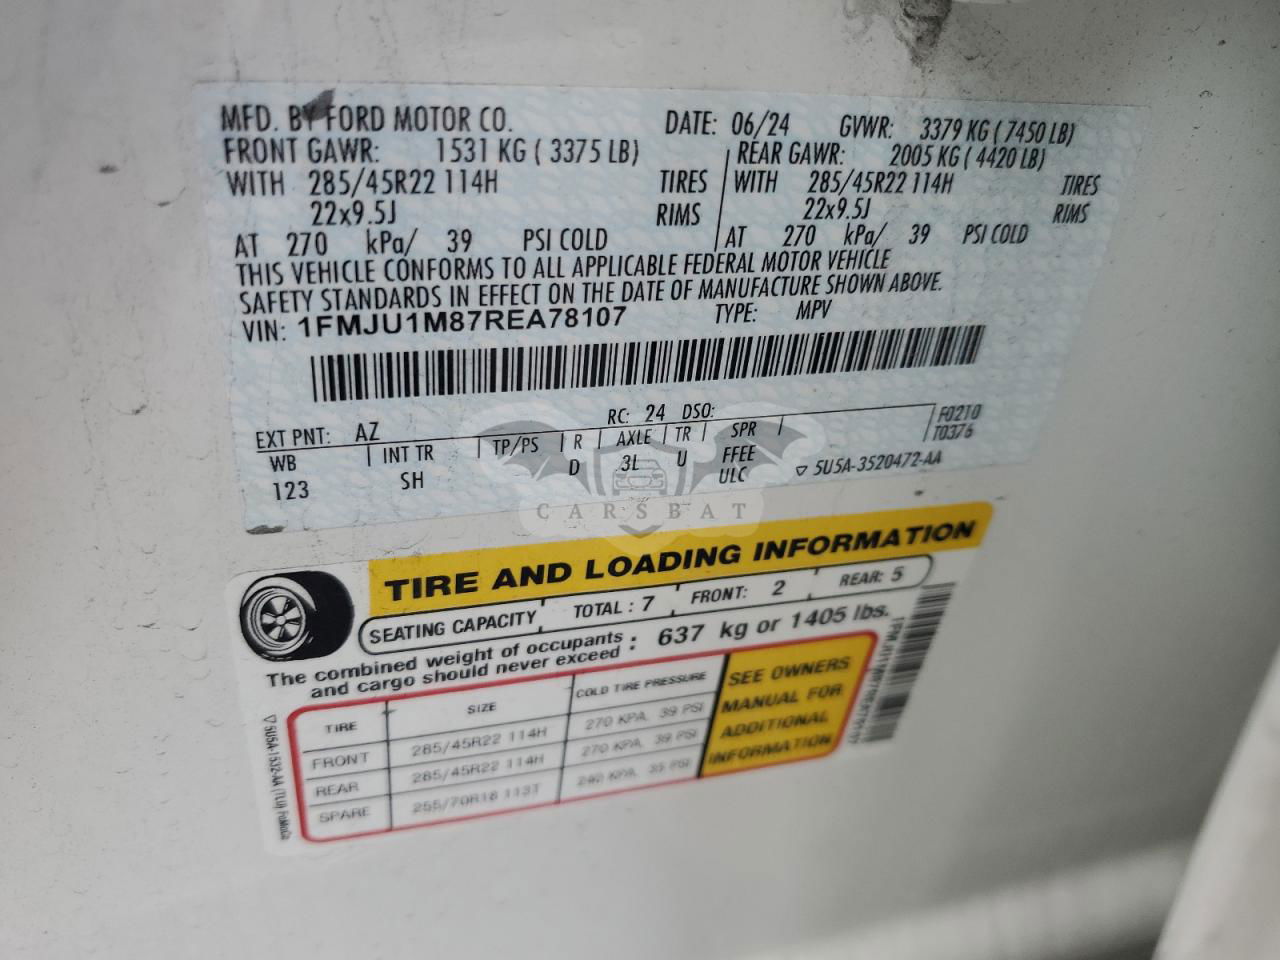 MFD. BY FORD MOTOR CO. DATE: 06/24 GVWR: 3379 KG ( 7450 LB)
FRONT GAWR: 1531 KG ( 3375 LB) REAR GAWR: 2005 KG ( 4420 LB)
WITH 285/45R22 114H TIRES WITH 285/45R22 114H TIRES
22x9.5J RIMS 22x9.5J RIMS
AT 270 kPa/ 39 PSI COLD AT 270 kPa/ 39 PSI COLD
THIS VEHICLE CONFORMS TO ALL APPLICABLE FEDERAL MOTOR VEHICLE
SAFETY STANDARDS IN EFFECT ON THE DATE OF MANUFACTURE SHOWN ABOVE.
VIN: 1FMJU1M87REA78107 TYPE: MPV
EXT PNT: AZ RC: 24 DSO: F0210
T0376
WB INT TR TP/PS R AXLE TR SPR
123 SH D 3L U FFEE
ULC
5U5A-3520472-AA
CARSBAT
TIRE AND LOADING INFORMATION
SEATING CAPACITY TOTAL : 7 FRONT: 2 REAR: 5
The combined weight of occupants
and cargo should never exceed : 637 kg or 1405 lbs.
TIRE SIZE COLD TIRE PRESSURE
FRONT 285/45R22 114H 270 KPA, 39 PSI
REAR 285/45R22 114H 270 KPA, 39 PSI
SPARE 255/70R18 113T 240 KPA, 35 PSI
SEE OWNERS
MANUAL FOR
ADDITIONAL
INFORMATION
5U5A-1532-AA (TLU) FoMoCo